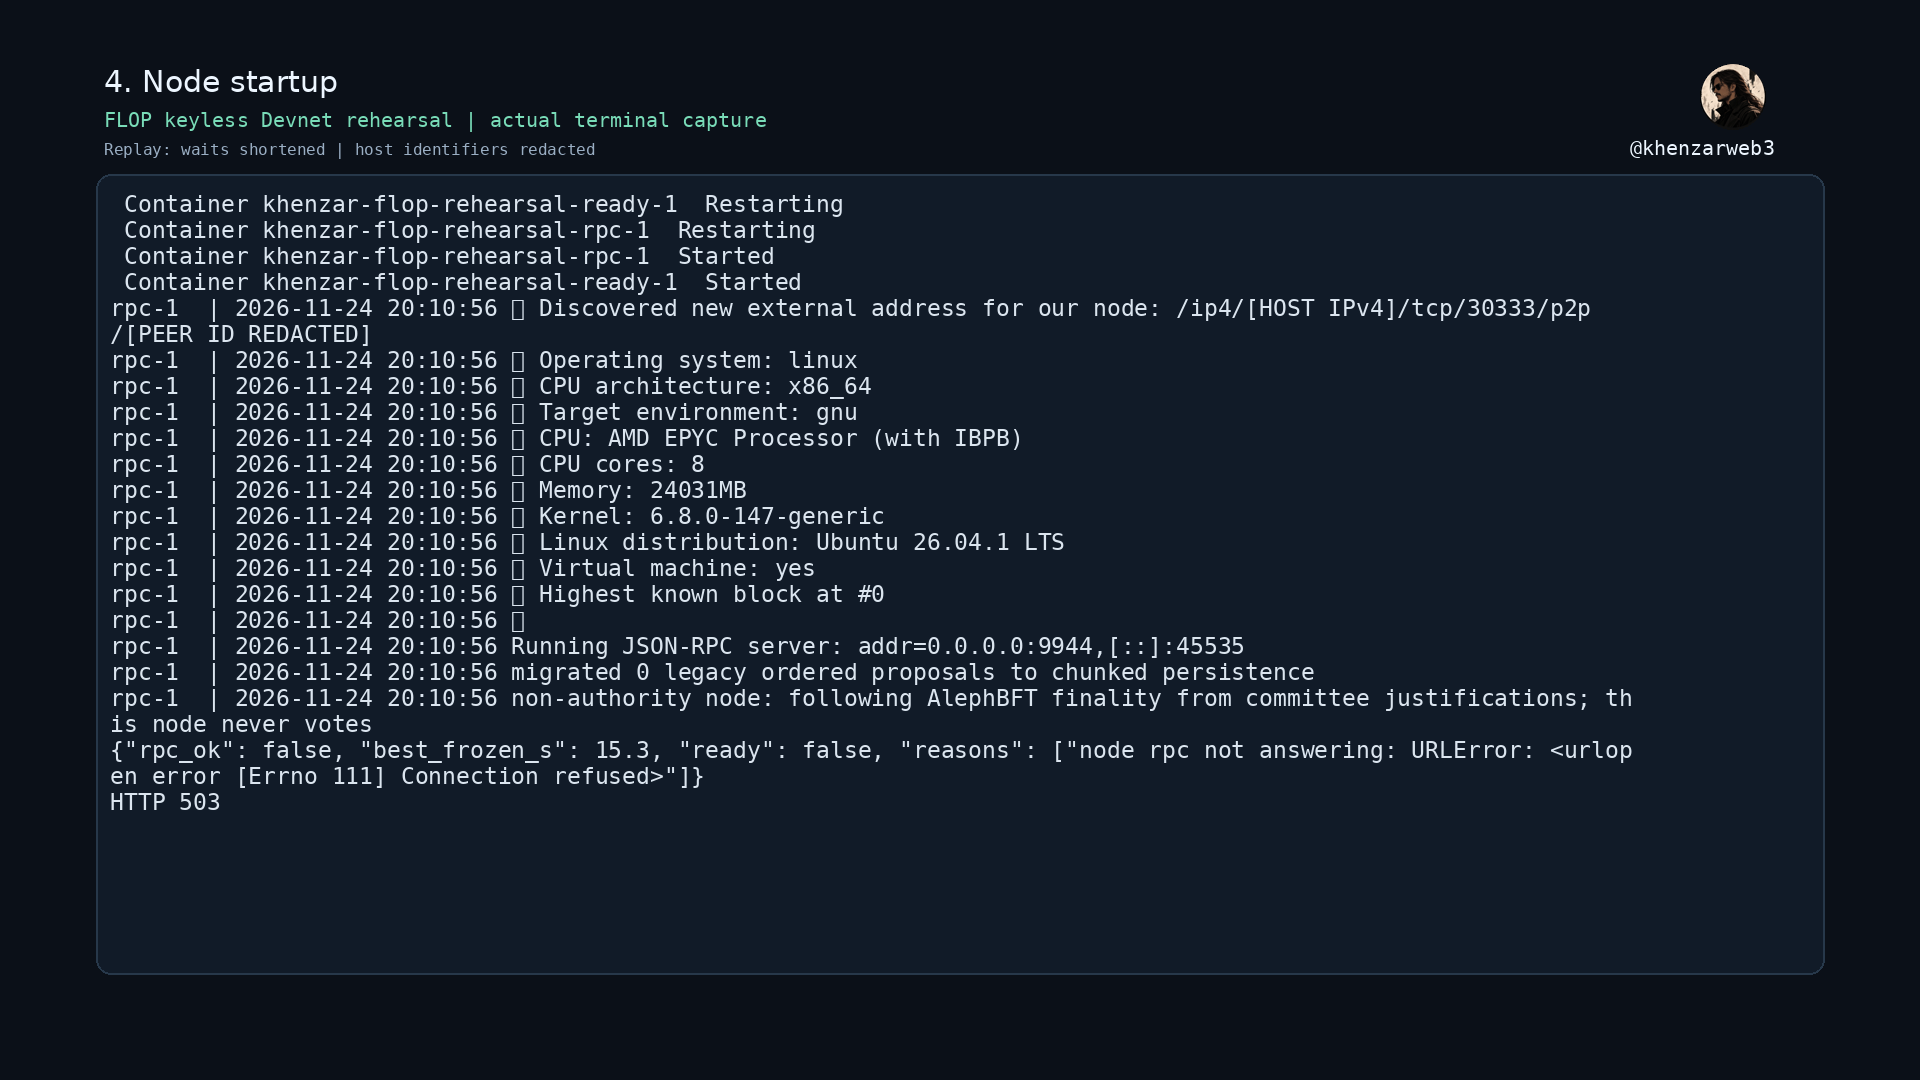 4. Node startup
FLOP keyless Devnet rehearsal | actual terminal capture
Replay: waits shortened | host identifiers redacted
@khenzarweb3
Container khenzar-flop-rehearsal-ready-1  Restarting
Container khenzar-flop-rehearsal-rpc-1  Restarting
Container khenzar-flop-rehearsal-rpc-1  Started
Container khenzar-flop-rehearsal-ready-1  Started
rpc-1  | 2026-11-24 20:10:56 ▯ Discovered new external address for our node: /ip4/[HOST IPv4]/tcp/30333/p2p
/[PEER ID REDACTED]
rpc-1  | 2026-11-24 20:10:56 ▯ Operating system: linux
rpc-1  | 2026-11-24 20:10:56 ▯ CPU architecture: x86_64
rpc-1  | 2026-11-24 20:10:56 ▯ Target environment: gnu
rpc-1  | 2026-11-24 20:10:56 ▯ CPU: AMD EPYC Processor (with IBPB)
rpc-1  | 2026-11-24 20:10:56 ▯ CPU cores: 8
rpc-1  | 2026-11-24 20:10:56 ▯ Memory: 24031MB
rpc-1  | 2026-11-24 20:10:56 ▯ Kernel: 6.8.0-147-generic
rpc-1  | 2026-11-24 20:10:56 ▯ Linux distribution: Ubuntu 26.04.1 LTS
rpc-1  | 2026-11-24 20:10:56 ▯ Virtual machine: yes
rpc-1  | 2026-11-24 20:10:56 ▯ Highest known block at #0
rpc-1  | 2026-11-24 20:10:56 ▯
rpc-1  | 2026-11-24 20:10:56 Running JSON-RPC server: addr=0.0.0.0:9944,[::]:45535
rpc-1  | 2026-11-24 20:10:56 migrated 0 legacy ordered proposals to chunked persistence
rpc-1  | 2026-11-24 20:10:56 non-authority node: following AlephBFT finality from committee justifications; th
is node never votes
{"rpc_ok": false, "best_frozen_s": 15.3, "ready": false, "reasons": ["node rpc not answering: URLError: <urlop
en error [Errno 111] Connection refused>"]}
HTTP 503